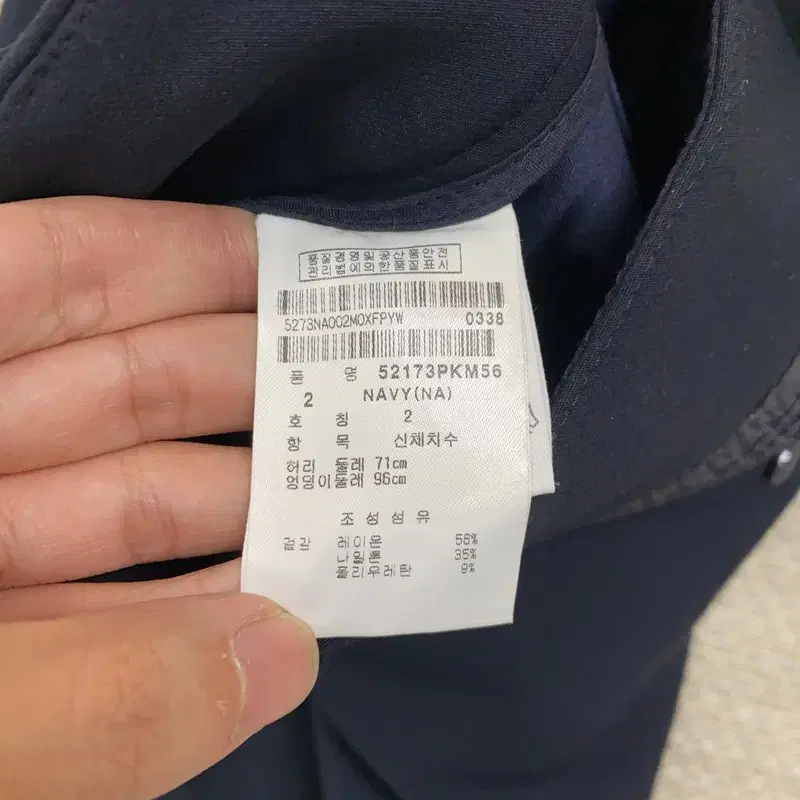 품질경영및공산품안전
관리법에의한품질표시
5273NA002M0XFPYW 0338
품 명 52173PKM56
2 NAVY(NA)
호 칭 2
항 목 신체치수
허리 둘레 71cm
엉덩이둘레 96cm
조성섬유
겉감 레이온 56%
나일론 35%
폴리우레탄 9%